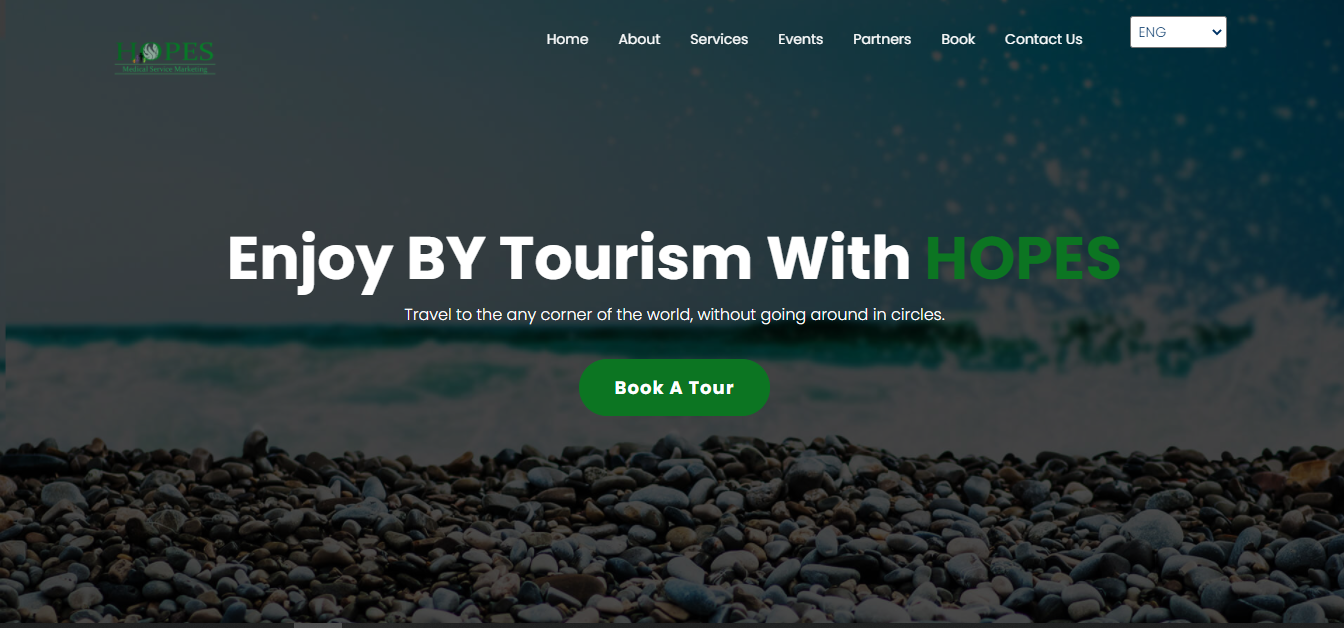 HOPES
Medical Service Marketing
Home About Services Events Partners Book Contact Us ENG
Enjoy BY Tourism With HOPES
Travel to the any corner of the world, without going around in circles.
Book A Tour